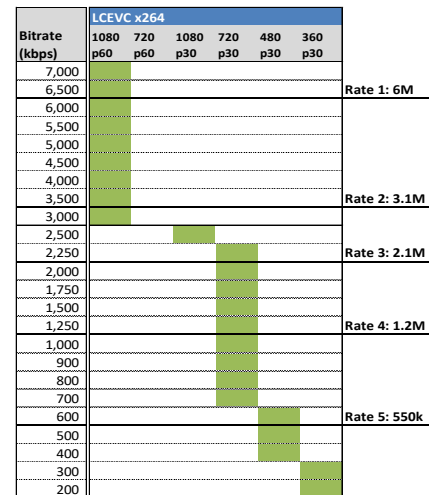 LCEVC x264
Bitrate (kbps) 1080 p60 720 p60 1080 p30 720 p30 480 p30 360 p30
7,000
6,500 Rate 1: 6M
6,000
5,500
5,000
4,500
4,000
3,500 Rate 2: 3.1M
3,000
2,500
2,250 Rate 3: 2.1M
2,000
1,750
1,500
1,250 Rate 4: 1.2M
1,000
900
800
700
600 Rate 5: 550k
500
400
300
200